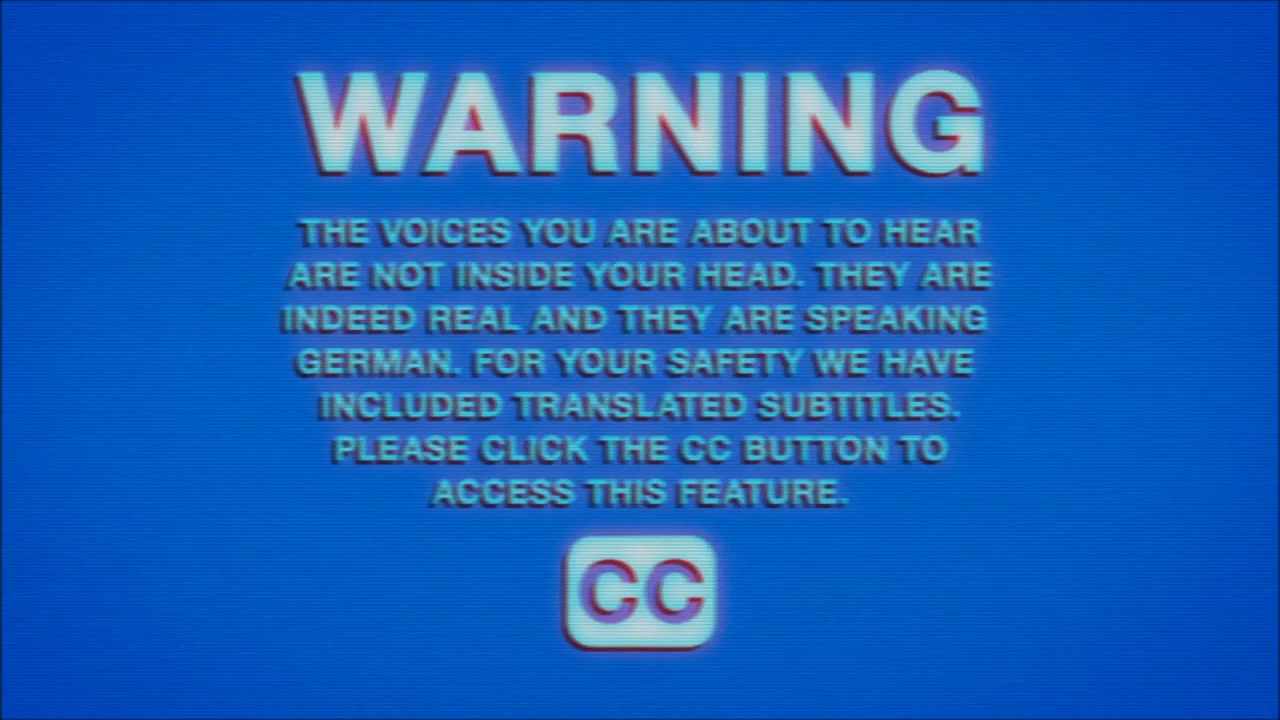 WARNING
THE VOICES YOU ARE ABOUT TO HEAR
ARE NOT INSIDE YOUR HEAD. THEY ARE
INDEED REAL AND THEY ARE SPEAKING
GERMAN. FOR YOUR SAFETY WE HAVE
INCLUDED TRANSLATED SUBTITLES.
PLEASE CLICK THE CC BUTTON TO
ACCESS THIS FEATURE.
CC